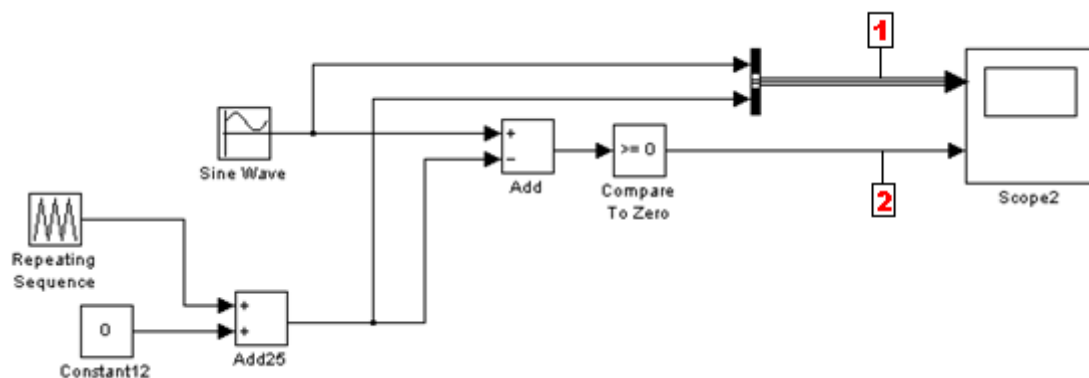 1
Sine Wave
+
−
Add
>= 0
Compare
To Zero
2
Scope2
Repeating
Sequence
+
+
Add25
0
Constant12